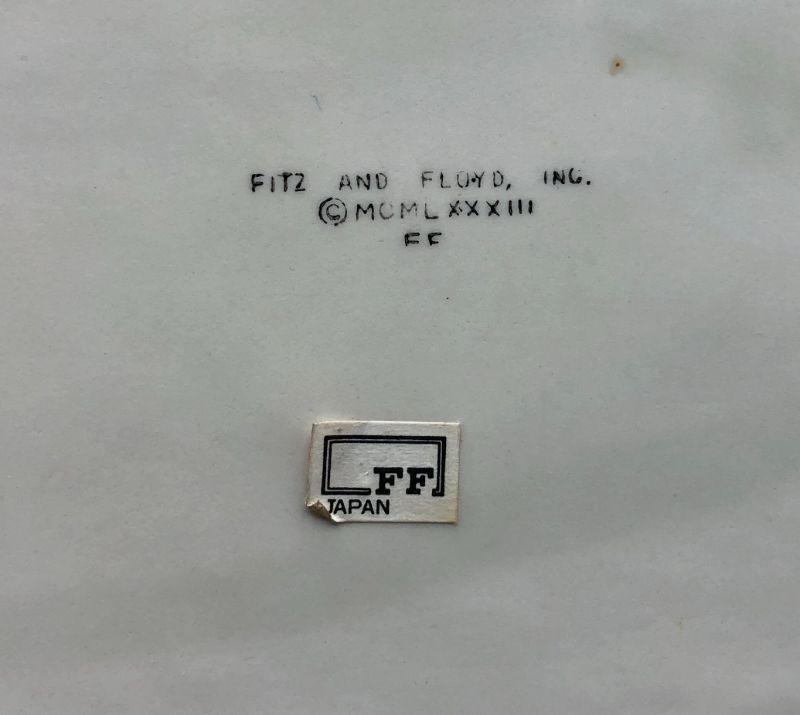 FITZ AND FLOYD, INC.
©MCMLXXXIII
FF
FF
JAPAN